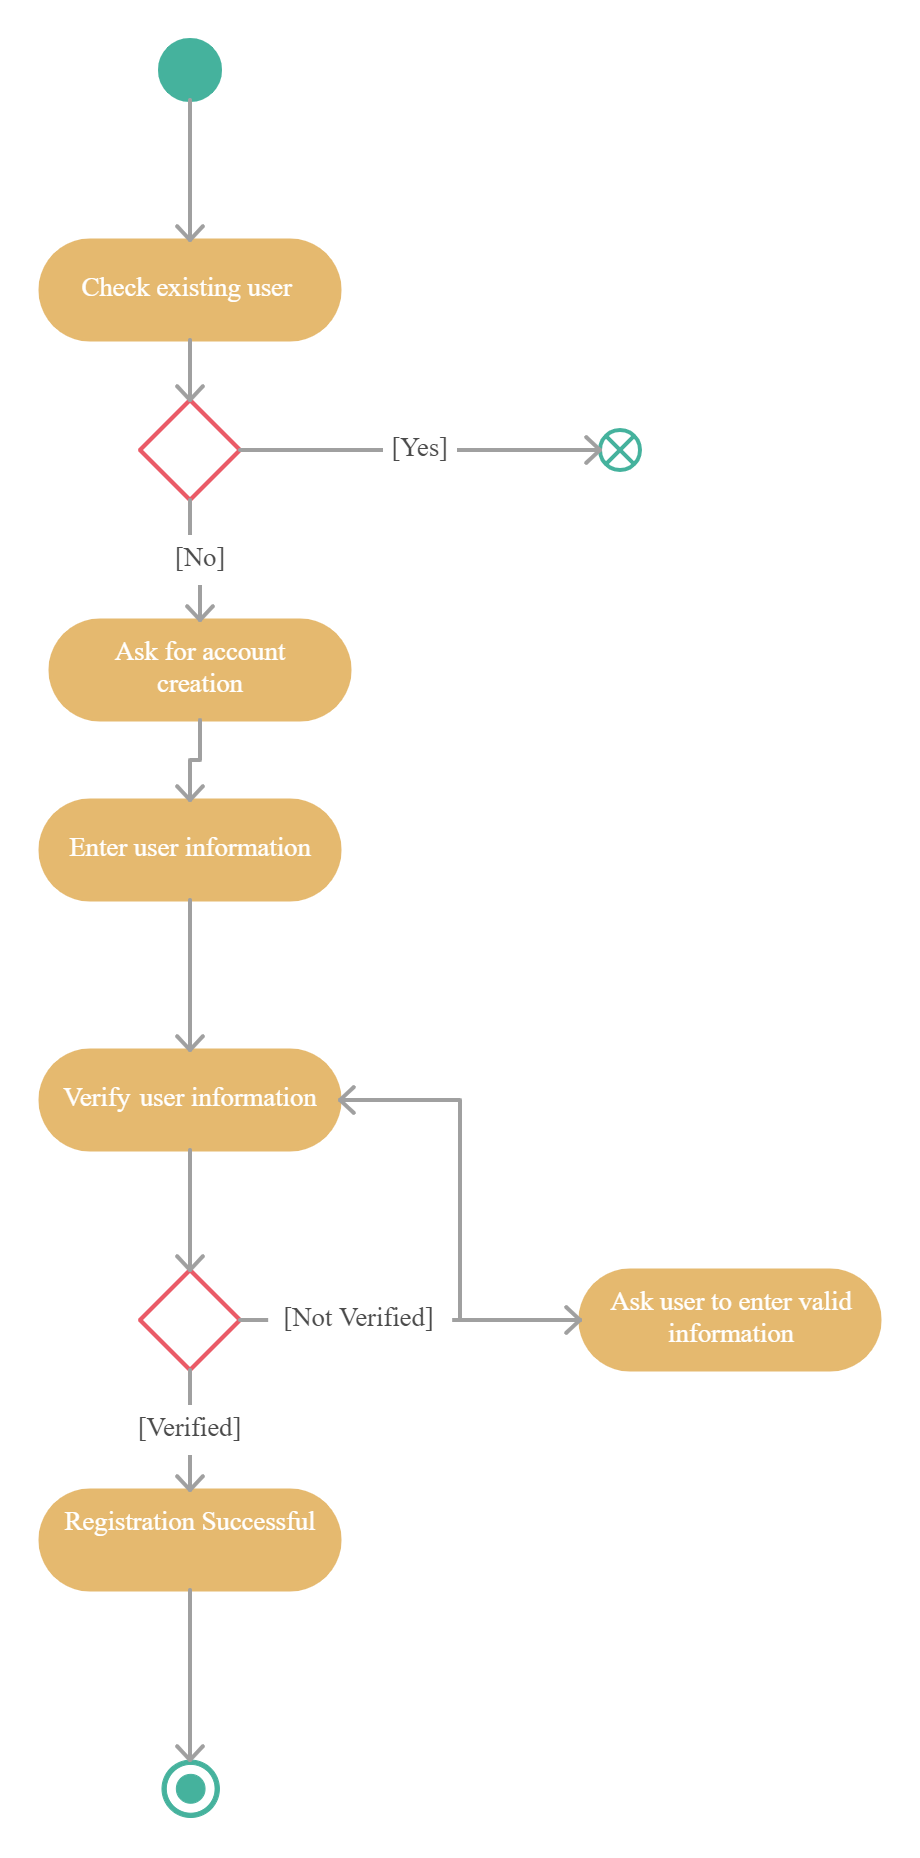 Check existing user
[Yes]
[No]
Ask for account
creation
Enter user information
Verify user information
Ask user to enter valid
information
[Not Verified]
[Verified]
Registration Successful